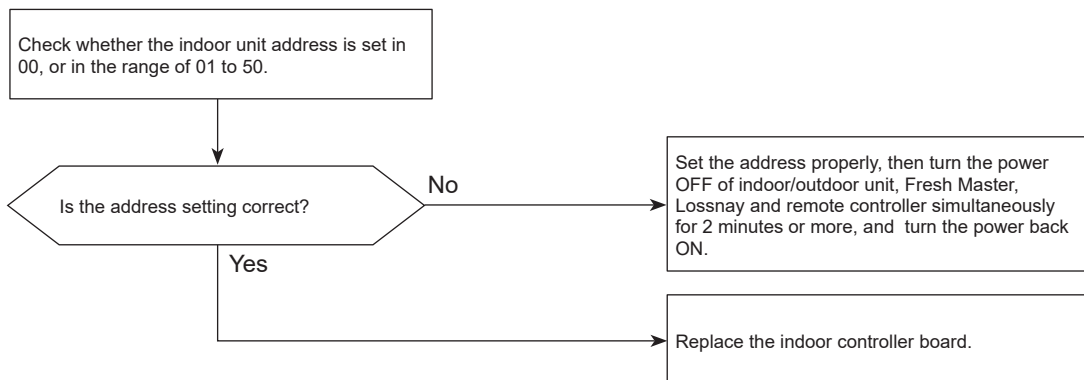 Check whether the indoor unit address is set in
00, or in the range of 01 to 50.
Is the address setting correct?
No
Set the address properly, then turn the power
OFF of indoor/outdoor unit, Fresh Master,
Lossnay and remote controller simultaneously
for 2 minutes or more, and turn the power back
ON.
Yes
Replace the indoor controller board.